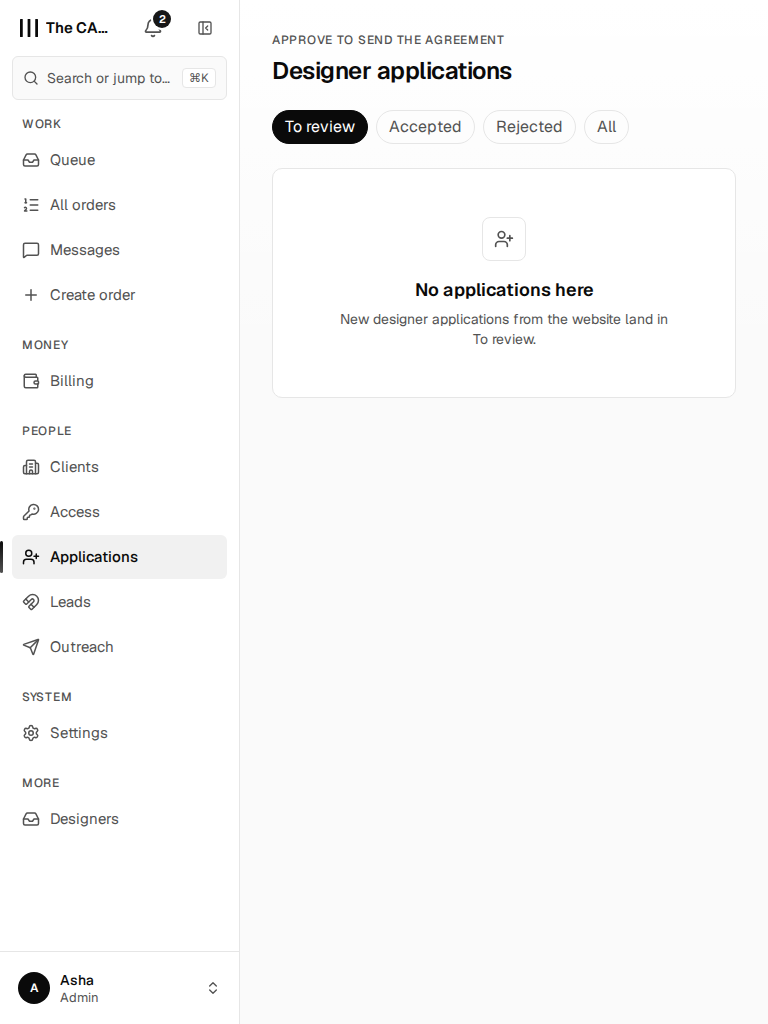 The CA...
2
Search or jump to... ⌘K
WORK
Queue
All orders
Messages
Create order
MONEY
Billing
PEOPLE
Clients
Access
Applications
Leads
Outreach
SYSTEM
Settings
MORE
Designers
A
Asha
Admin
APPROVE TO SEND THE AGREEMENT
Designer applications
To review Accepted Rejected All
No applications here
New designer applications from the website land in
To review.